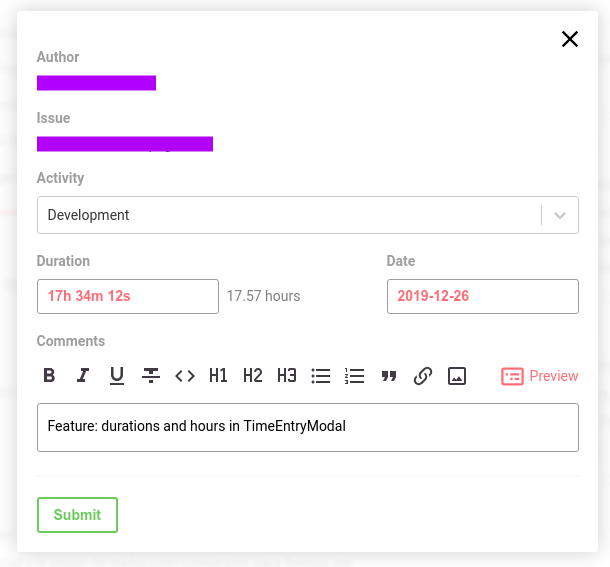 Author
Issue
Activity
Development
Duration
Date
17h 34m 12s
17.57 hours
2019-12-26
Comments
B I U S <> H1 H2 H3 Preview
Feature: durations and hours in TimeEntryModal
Submit